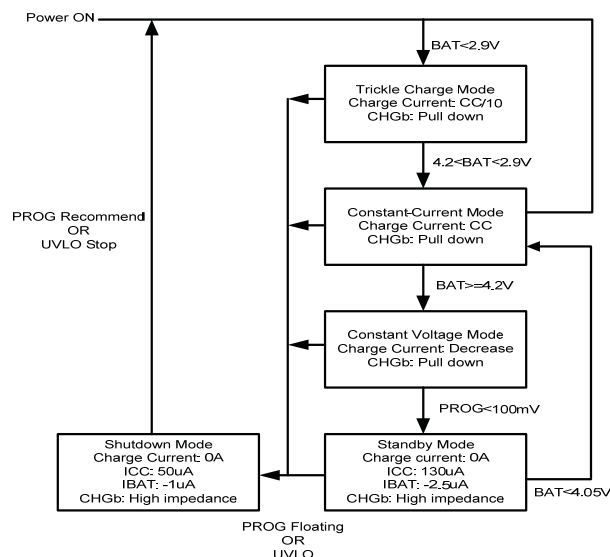 Power ON
BAT<2.9V
Trickle Charge Mode
Charge Current: CC/10
CHGb: Pull down
4.2<BAT<2.9V
PROG Recommend
OR
UVLO Stop
Constant-Current Mode
Charge Current: CC
CHGb: Pull down
BAT>=4.2V
Constant Voltage Mode
Charge Current: Decrease
CHGb: Pull down
PROG<100mV
Shutdown Mode
Charge Current: 0A
ICC: 50uA
IBAT: -1uA
CHGb: High impedance
Standby Mode
Charge current: 0A
ICC: 130uA
IBAT: -2.5uA
CHGb: High impedance
BAT<4.05V
PROG Floating
OR
UVLO